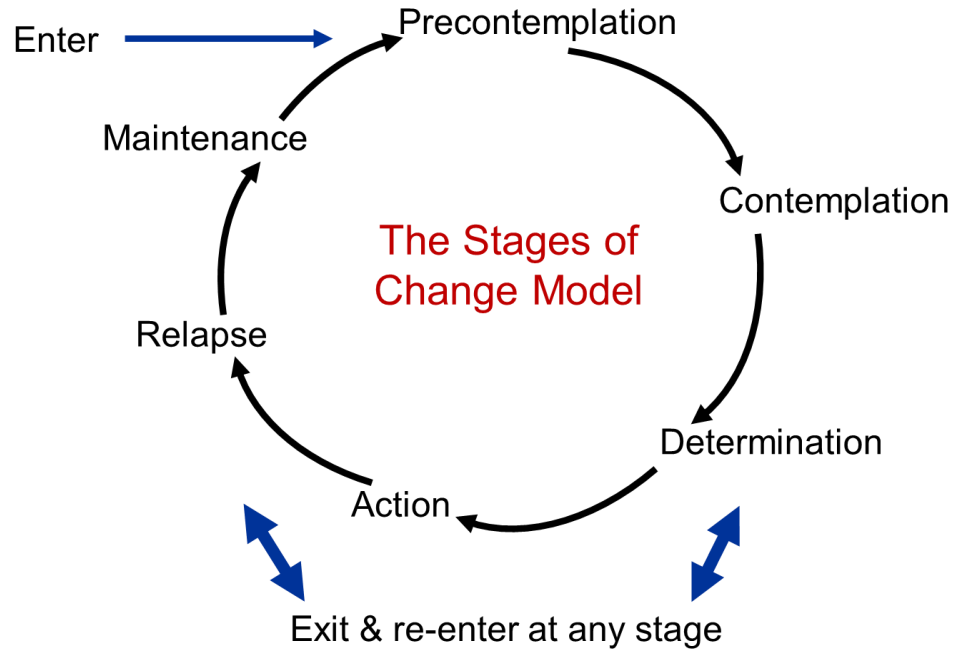 Enter
Precontemplation
Maintenance
Contemplation
The Stages of
Change Model
Relapse
Determination
Action
Exit & re-enter at any stage